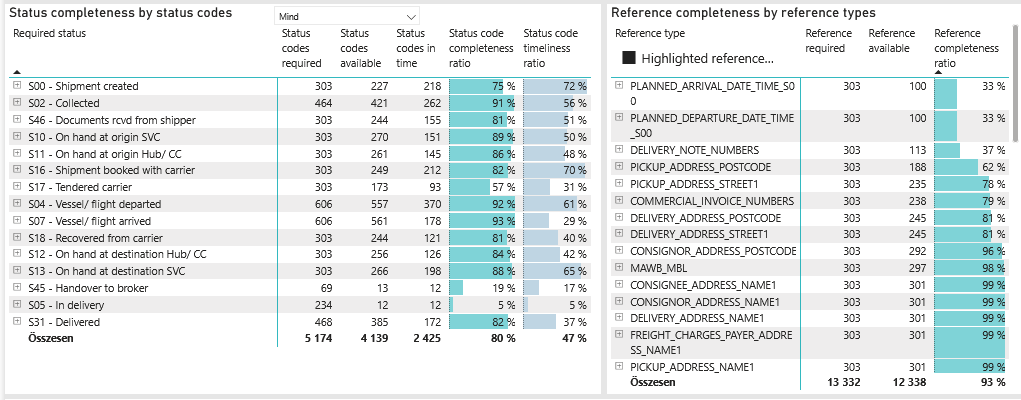 Status completeness by status codes
Mind
Required status Status codes required Status codes available Status codes in time Status code completeness ratio Status code timeliness ratio
S00 - Shipment created 303 227 218 75 % 72 %
S02 - Collected 464 421 262 91 % 56 %
S46 - Documents rcvd from shipper 303 244 155 81 % 51 %
S10 - On hand at origin SVC 303 270 151 89 % 50 %
S11 - On hand at origin Hub/ CC 303 261 145 86 % 48 %
S16 - Shipment booked with carrier 303 249 212 82 % 70 %
S17 - Tendered carrier 303 173 93 57 % 31 %
S04 - Vessel/ flight departed 606 557 370 92 % 61 %
S07 - Vessel/ flight arrived 606 561 178 93 % 29 %
S18 - Recovered from carrier 303 244 121 81 % 40 %
S12 - On hand at destination Hub/ CC 303 256 126 84 % 42 %
S13 - On hand at destination SVC 303 266 198 88 % 65 %
S45 - Handover to broker 69 13 12 19 % 17 %
S05 - In delivery 234 12 12 5 % 5 %
S31 - Delivered 468 385 172 82 % 37 %
Összesen 5 174 4 139 2 425 80 % 47 %
Reference completeness by reference types
Reference type Reference required Reference available Reference completeness ratio
Highlighted reference...
PLANNED_ARRIVAL_DATE_TIME_S0 303 100 33 %
0
PLANNED_DEPARTURE_DATE_TIME 303 100 33 %
_S00
DELIVERY_NOTE_NUMBERS 303 113 37 %
PICKUP_ADDRESS_POSTCODE 303 188 62 %
PICKUP_ADDRESS_STREET1 303 235 78 %
COMMERCIAL_INVOICE_NUMBERS 303 238 79 %
DELIVERY_ADDRESS_POSTCODE 303 245 81 %
DELIVERY_ADDRESS_STREET1 303 245 81 %
CONSIGNOR_ADDRESS_POSTCODE 303 292 96 %
MAWB_MBL 303 297 98 %
CONSIGNEE_ADDRESS_NAME1 303 301 99 %
CONSIGNOR_ADDRESS_NAME1 303 301 99 %
DELIVERY_ADDRESS_NAME1 303 301 99 %
FREIGHT_CHARGES_PAYER_ADDRE 303 301 99 %
SS_NAME1
PICKUP_ADDRESS_NAME1 303 301 99 %
Összesen 13 332 12 338 93 %